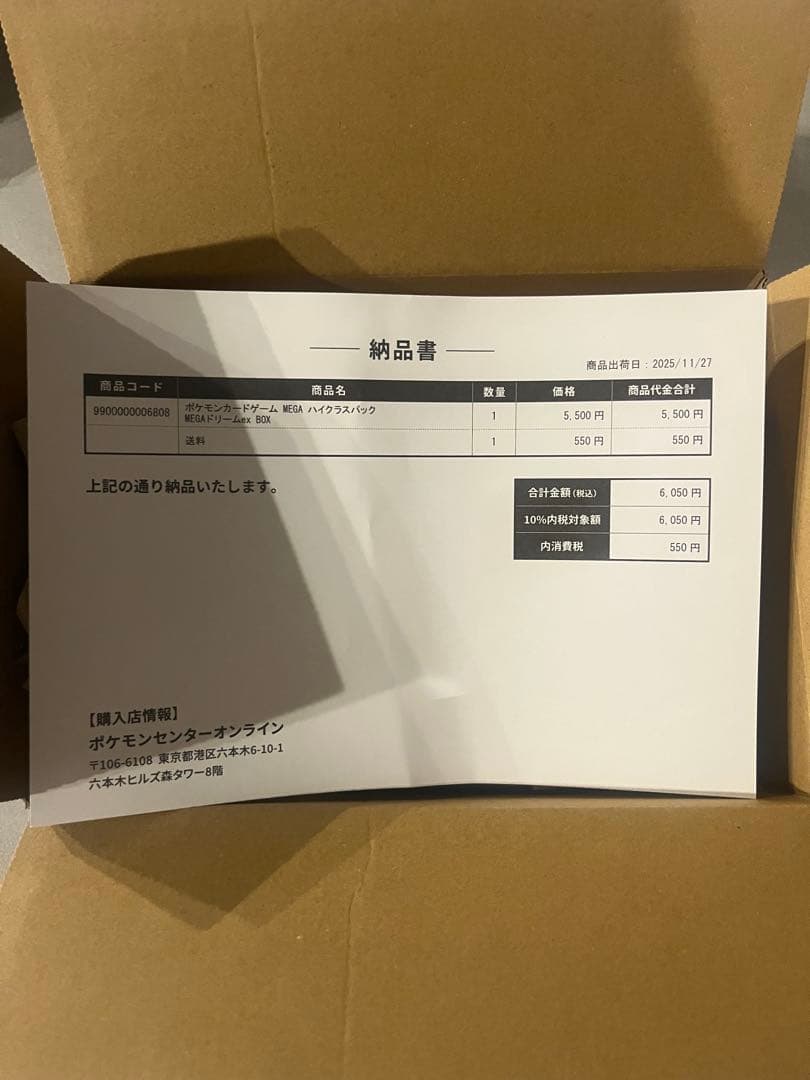 納品書
商品出荷日：2025/11/27
商品コード 商品名 数量 価格 商品代金合計
9900000006808 ポケモンカードゲーム MEGA ハイクラスパック 1 5,500 円 5,500 円
MEGAドリームex BOX
送料 1 550 円 550 円
上記の通り納品いたします。
合計金額(税込) 6,050 円
10%内税対象額 6,050 円
内消費税 550 円
【購入店情報】
ポケモンセンターオンライン
〒106-6108 東京都港区六本木6-10-1
六本木ヒルズ森タワー8階